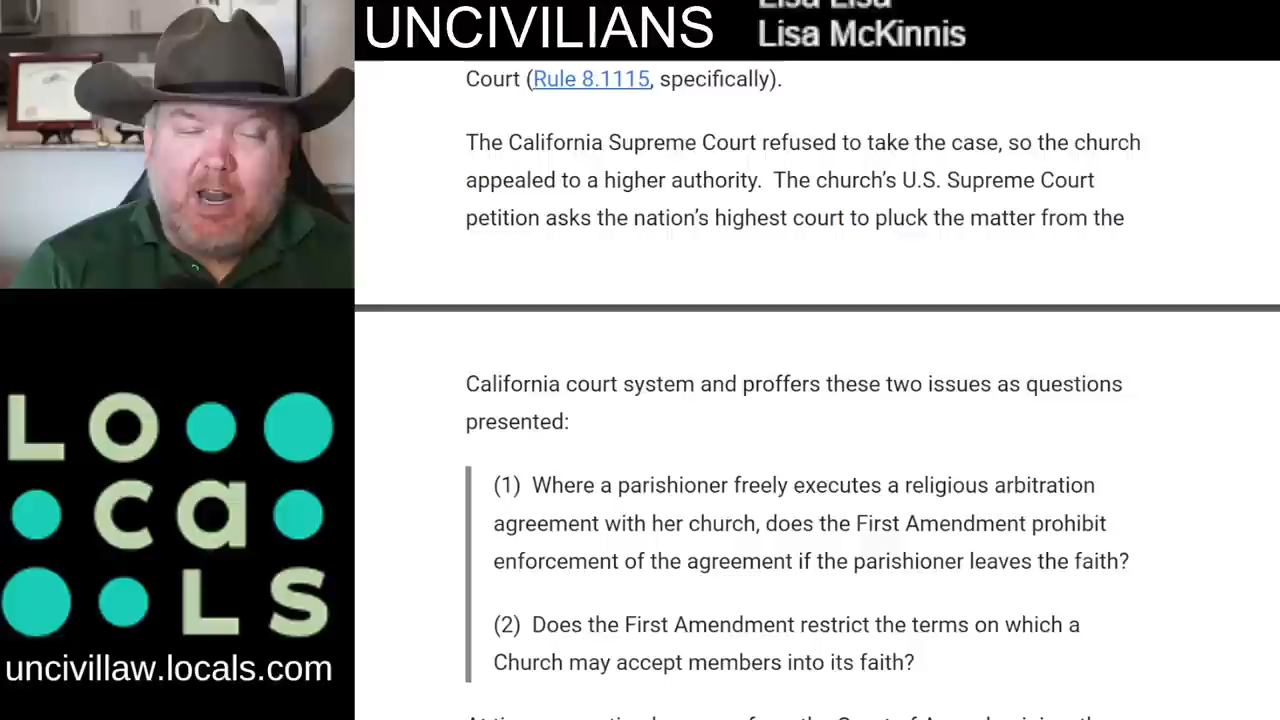 UNCIVILIANS
Lisa Lisa
Lisa McKinnis
Court (Rule 8.1115, specifically).
The California Supreme Court refused to take the case, so the church
appealed to a higher authority.  The church’s U.S. Supreme Court
petition asks the nation’s highest court to pluck the matter from the
California court system and proffers these two issues as questions
presented:
(1)  Where a parishioner freely executes a religious arbitration
agreement with her church, does the First Amendment prohibit
enforcement of the agreement if the parishioner leaves the faith?
(2)  Does the First Amendment restrict the terms on which a
Church may accept members into its faith?
Locals
uncivillaw.locals.com